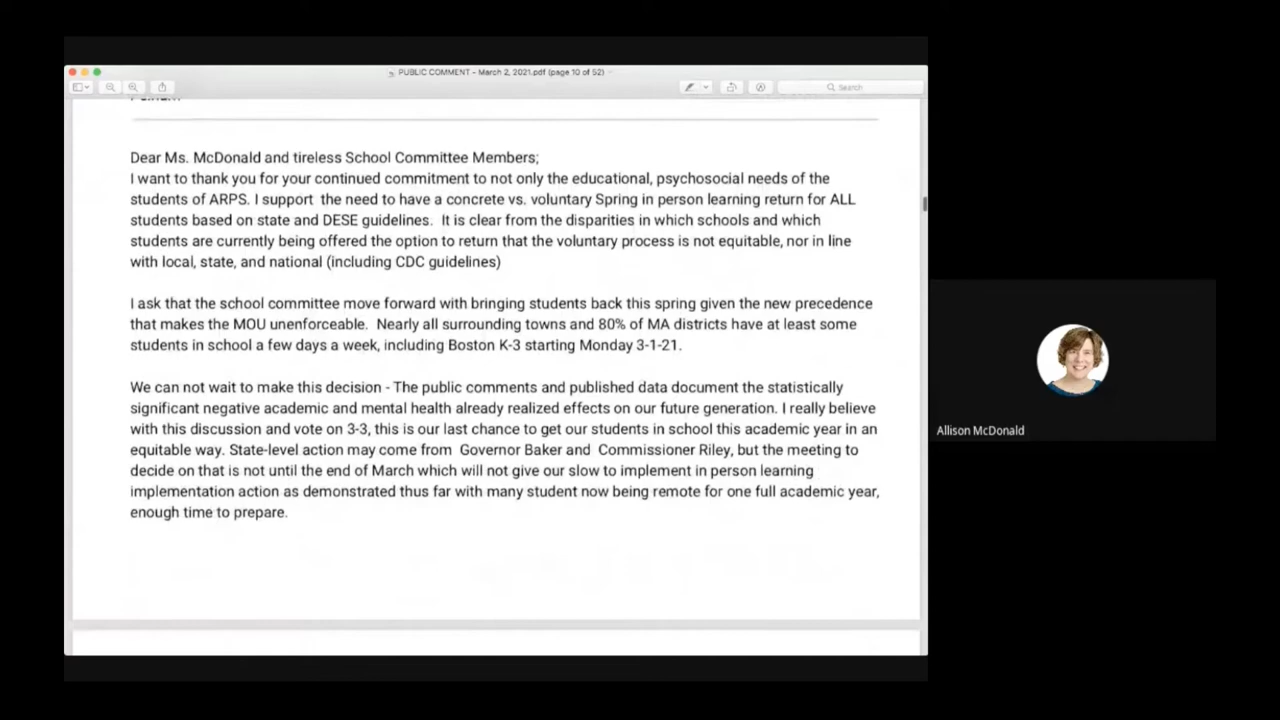 PUBLIC COMMENT - March 2, 2021.pdf (page 10 of 52)
Search
Dear Ms. McDonald and tireless School Committee Members;
I want to thank you for your continued commitment to not only the educational, psychosocial needs of the
students of ARPS. I support  the need to have a concrete vs. voluntary Spring in person learning return for ALL
students based on state and DESE guidelines.  It is clear from the disparities in which schools and which
students are currently being offered the option to return that the voluntary process is not equitable, nor in line
with local, state, and national (including CDC guidelines)
I ask that the school committee move forward with bringing students back this spring given the new precedence
that makes the MOU unenforceable.  Nearly all surrounding towns and 80% of MA districts have at least some
students in school a few days a week, including Boston K-3 starting Monday 3-1-21.
We can not wait to make this decision - The public comments and published data document the statistically
significant negative academic and mental health already realized effects on our future generation. I really believe
with this discussion and vote on 3-3, this is our last chance to get our students in school this academic year in an
equitable way. State-level action may come from  Governor Baker and  Commissioner Riley, but the meeting to
decide on that is not until the end of March which will not give our slow to implement in person learning
implementation action as demonstrated thus far with many student now being remote for one full academic year,
enough time to prepare.
Allison McDonald